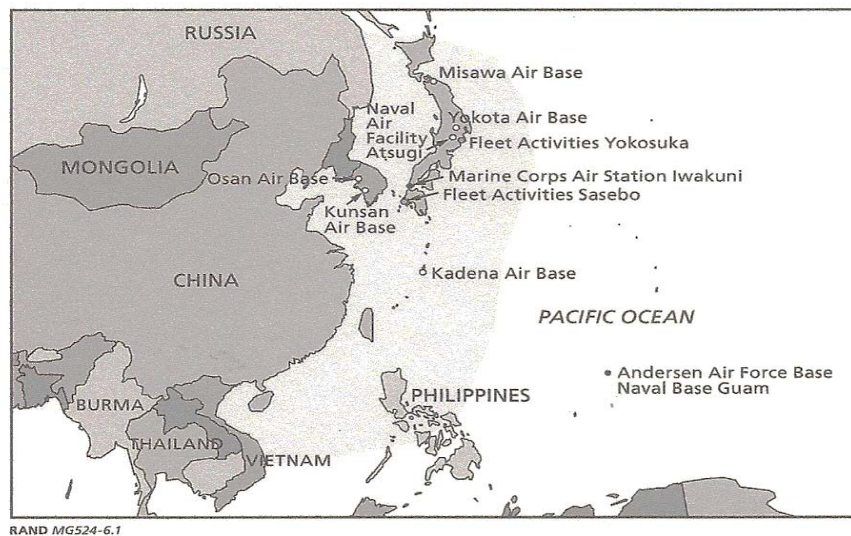 RUSSIA
Misawa Air Base
Naval
Air
Facility
Atsugi
Yokota Air Base
Fleet Activities Yokosuka
MONGOLIA
Osan Air Base
Marine Corps Air Station Iwakuni
Fleet Activities Sasebo
Kunsan
Air Base
CHINA
Kadena Air Base
PACIFIC OCEAN
Andersen Air Force Base
Naval Base Guam
PHILIPPINES
BURMA
THAILAND
VIETNAM
RAND MG524-6.1